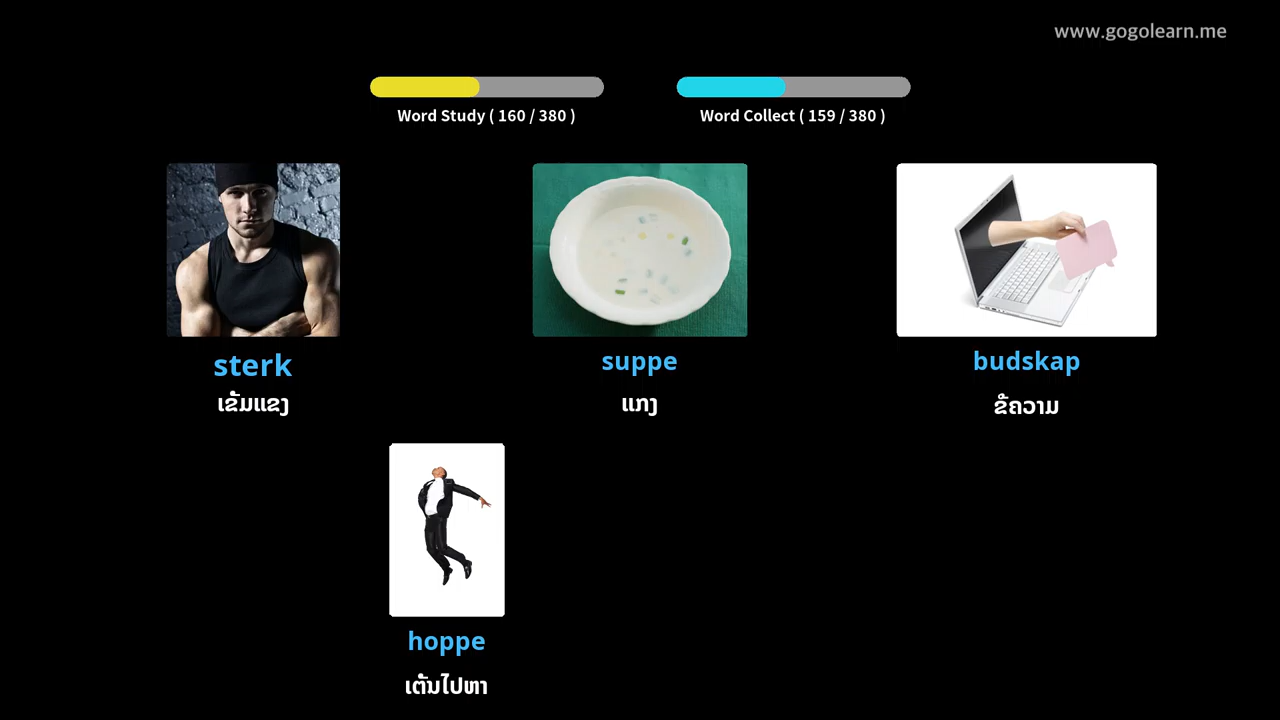 www.gogolearn.me
Word Study ( 160 / 380 )
Word Collect ( 159 / 380 )
sterk
suppe
budskap
ເຂັ້ມແຂງ
ແກງ
ຂໍ້ຄວາມ
hoppe
ເຕັ້ນໄປຫາ